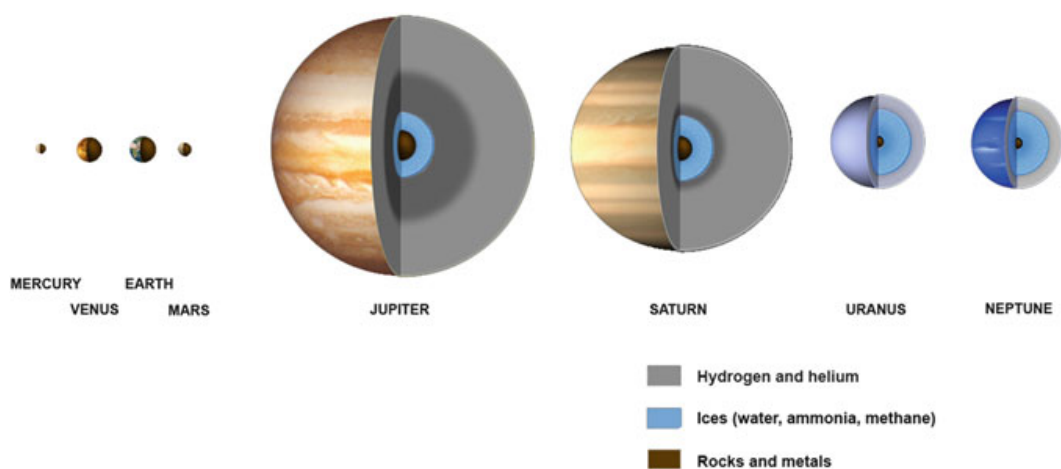 MERCURY
EARTH
VENUS
MARS
JUPITER
SATURN
URANUS
NEPTUNE
Hydrogen and helium
Ices (water, ammonia, methane)
Rocks and metals